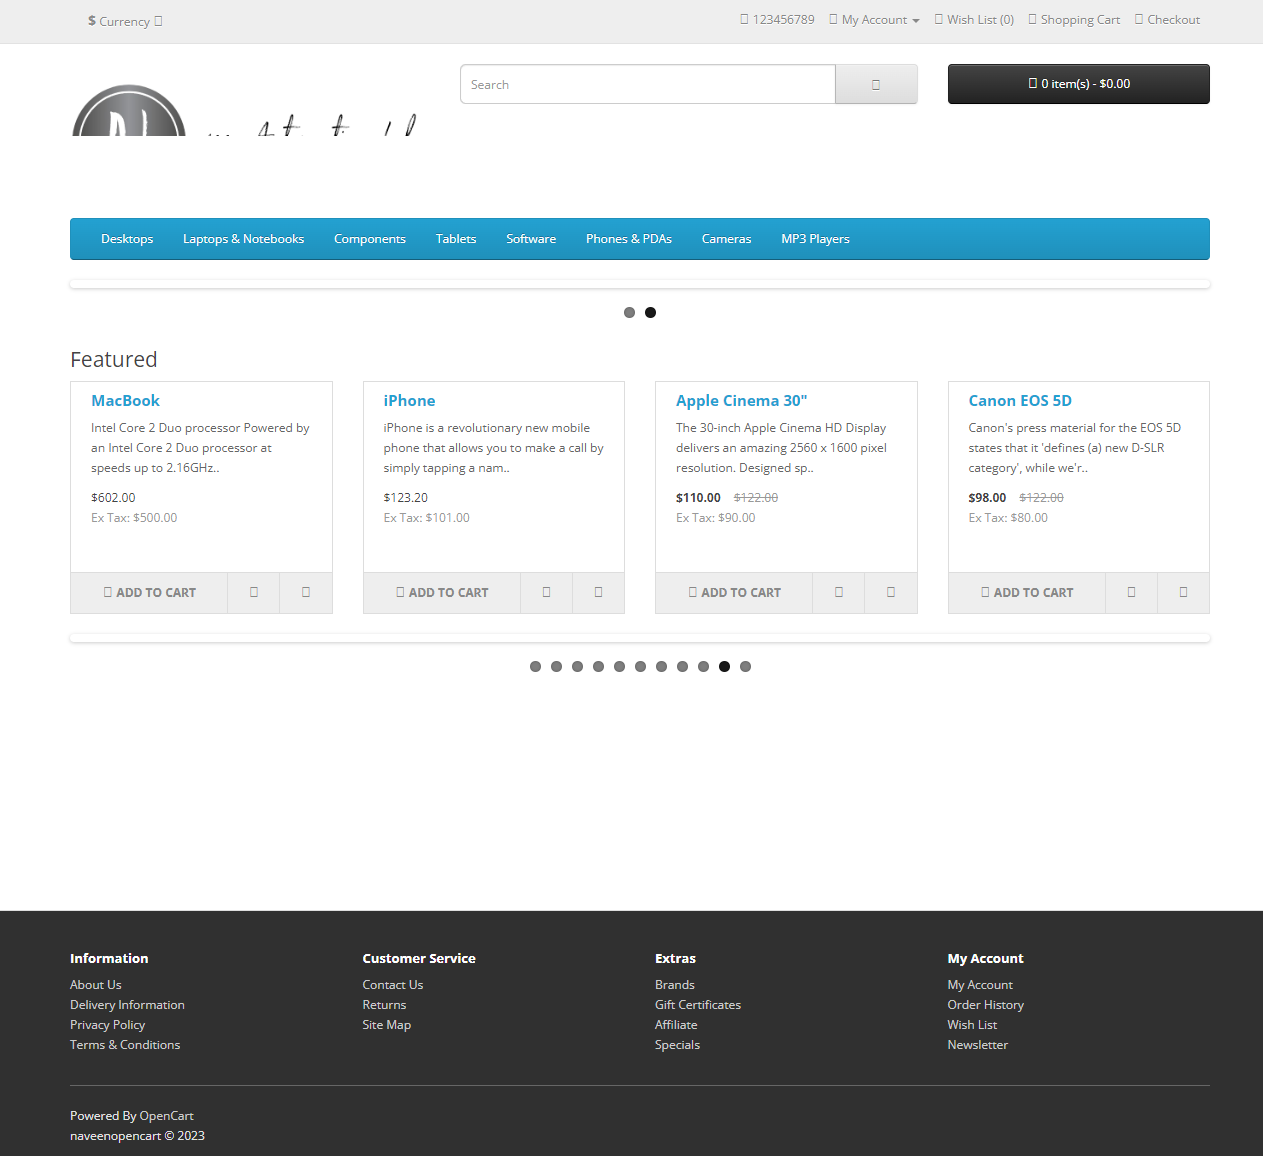 $ Currency
123456789 My Account Wish List (0) Shopping Cart Checkout
Search
0 item(s) - $0.00
Desktops Laptops & Notebooks Components Tablets Software Phones & PDAs Cameras MP3 Players
Featured
MacBook
Intel Core 2 Duo processor Powered by
an Intel Core 2 Duo processor at
speeds up to 2.16GHz..
$602.00
Ex Tax: $500.00
ADD TO CART
iPhone
iPhone is a revolutionary new mobile
phone that allows you to make a call by
simply tapping a nam..
$123.20
Ex Tax: $101.00
ADD TO CART
Apple Cinema 30"
The 30-inch Apple Cinema HD Display
delivers an amazing 2560 x 1600 pixel
resolution. Designed sp..
$110.00 $122.00
Ex Tax: $90.00
ADD TO CART
Canon EOS 5D
Canon's press material for the EOS 5D
states that it 'defines (a) new D-SLR
category', while we'r..
$98.00 $122.00
Ex Tax: $80.00
ADD TO CART
Information
About Us
Delivery Information
Privacy Policy
Terms & Conditions
Customer Service
Contact Us
Returns
Site Map
Extras
Brands
Gift Certificates
Affiliate
Specials
My Account
My Account
Order History
Wish List
Newsletter
Powered By OpenCart
naveenopencart © 2023